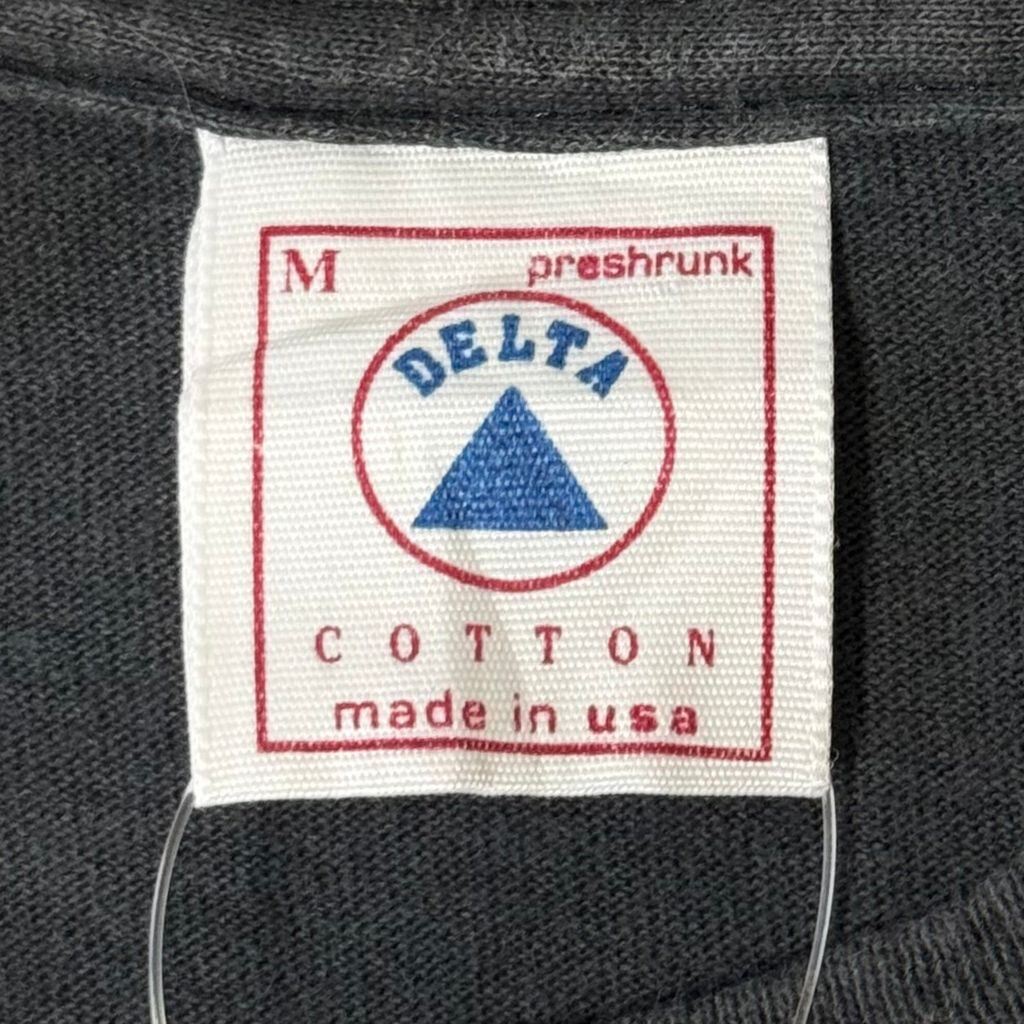 M preshrunk
DELTA
COTTON
made in usa